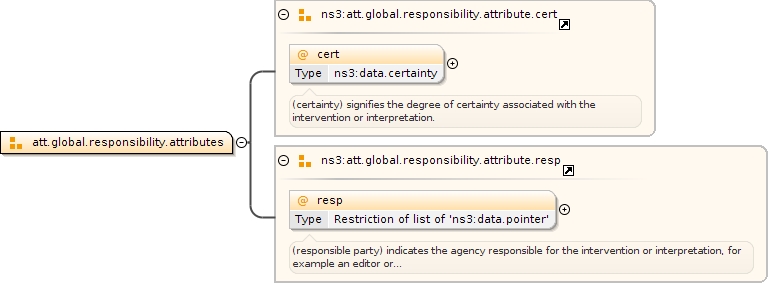 ns3:att.global.responsibility.attribute.cert
@ cert
Type ns3:data.certainty
(certainty) signifies the degree of certainty associated with the
intervention or interpretation.
att.global.responsibility.attributes
ns3:att.global.responsibility.attribute.resp
@ resp
Type Restriction of list of 'ns3:data.pointer'
(responsible party) indicates the agency responsible for the intervention or interpretation, for
example an editor or...